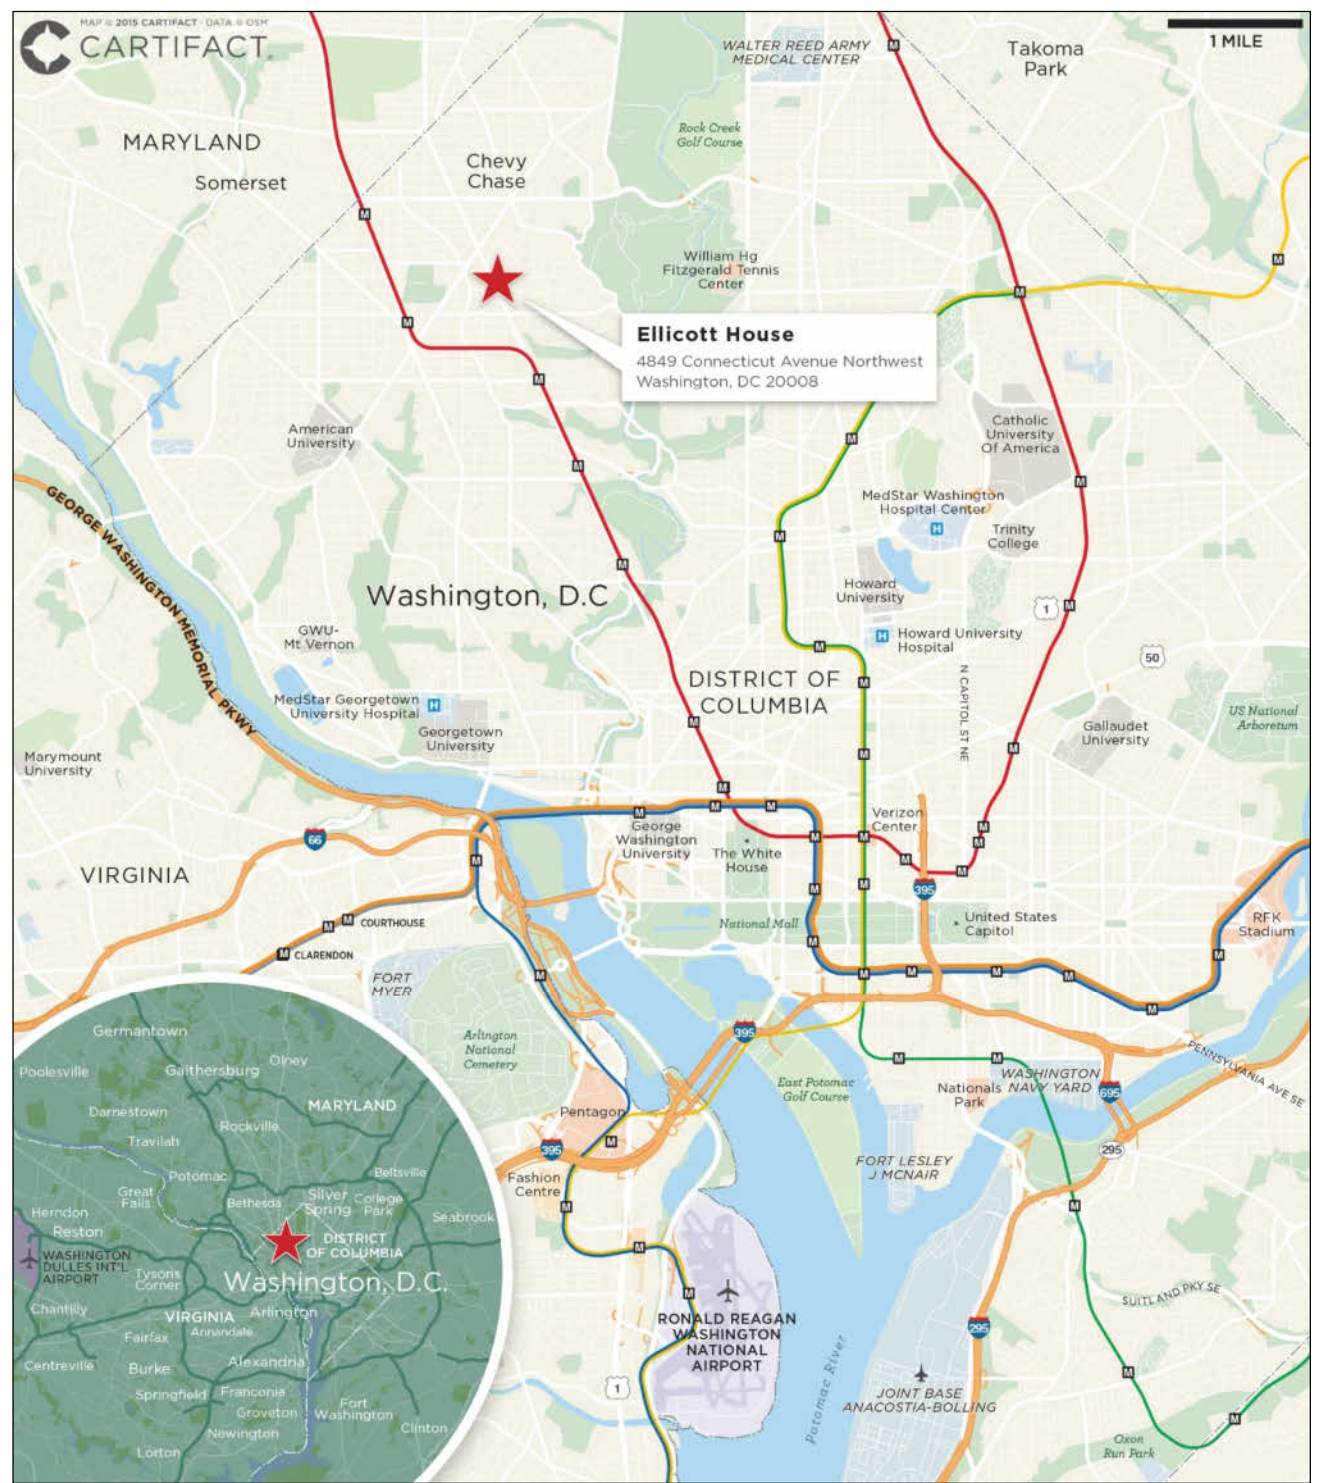 MAP © 2015 CARTIFACT · DATA © OSM
CARTIFACT®
1 MILE
WALTER REED ARMY
MEDICAL CENTER
Takoma
Park
Rock Creek
Golf Course
MARYLAND
Somerset
Chevy
Chase
William Hg
Fitzgerald Tennis
Center
Ellicott House
4849 Connecticut Avenue Northwest
Washington, DC 20008
American
University
Catholic
University
Of America
MedStar Washington
Hospital Center
H
Trinity
College
GEORGE WASHINGTON MEMORIAL PKWY
Washington, D.C
Howard
University
1
H
Howard University
Hospital
GWU-
Mt Vernon
50
DISTRICT OF
COLUMBIA
N CAPITOL ST NE
MedStar Georgetown
University Hospital
H
Georgetown
University
US National
Arboretum
Gallaudet
University
Marymount
University
66
George
Washington
University
The White
House
Verizon
Center
VIRGINIA
395
COURTHOUSE
CLARENDON
National Mall
United States
Capitol
RFK
Stadium
FORT
MYER
Arlington
National
Cemetery
395
East Potomac
Golf Course
Nationals
Park
WASHINGTON
NAVY YARD
PENNSYLVANIA AVE SE
695
Pentagon
395
295
Fashion
Centre
FORT LESLEY
J MCNAIR
RONALD REAGAN
WASHINGTON
NATIONAL
AIRPORT
SUITLAND PKY SE
295
1
Potomac River
JOINT BASE
ANACOSTIA-BOLLING
Oxon
Run Park
Germantown
Olney
Poolesville
Gaithersburg
Darnestown
MARYLAND
Rockville
Travilah
Potomac
Beltsville
Great
Falls
Bethesda
Silver
Spring
College
Park
Herndon
Reston
Seabrook
WASHINGTON
DULLES INT'L
AIRPORT
DISTRICT
OF COLUMBIA
Tysons
Corner
Washington, D.C.
Chantilly
VIRGINIA
Arlington
Fairfax
Annandale
Centreville
Burke
Alexandria
Springfield
Franconia
Groveton
Fort
Washington
Newington
Clinton
Lorton